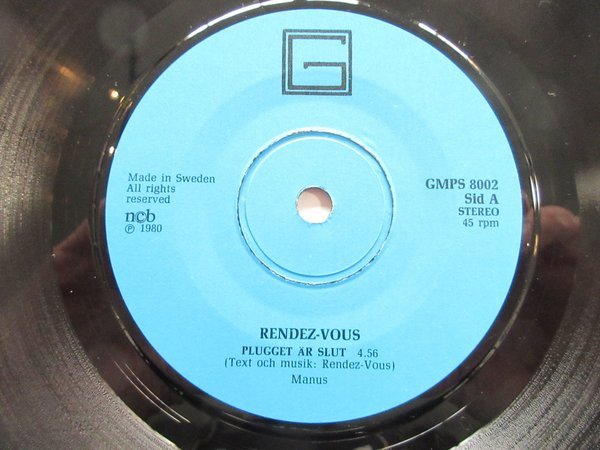 G
Made in Sweden
All rights
reserved
ncb
℗ 1980
GMPS 8002
Sid A
STEREO
45 rpm
RENDEZ-VOUS
PLUGGET ÄR SLUT 4.56
(Text och musik: Rendez-Vous)
Manus